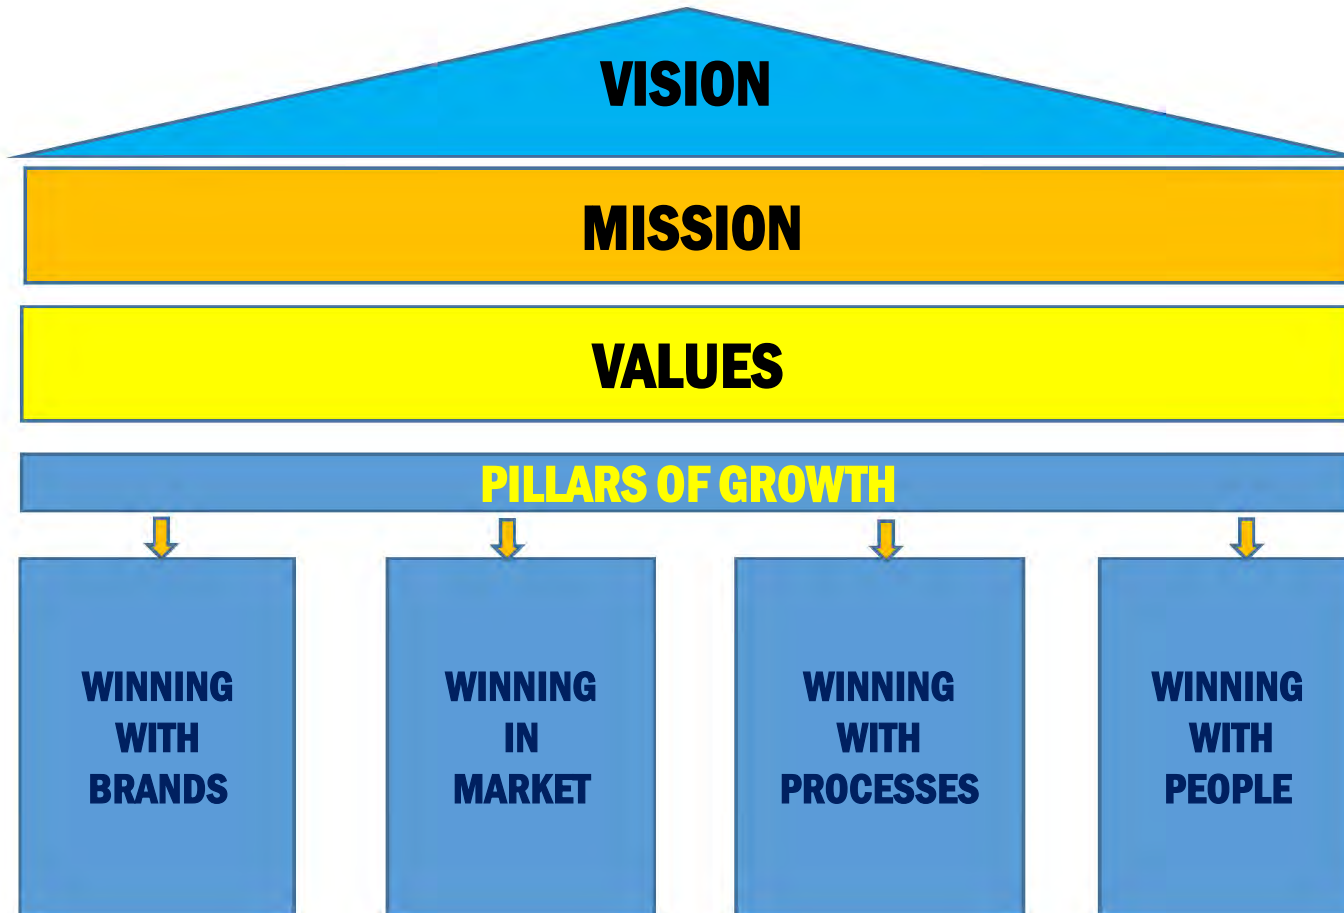 VISION
MISSION
VALUES
PILLARS OF GROWTH
WINNING
WITH
BRANDS
WINNING
IN
MARKET
WINNING
WITH
PROCESSES
WINNING
WITH
PEOPLE